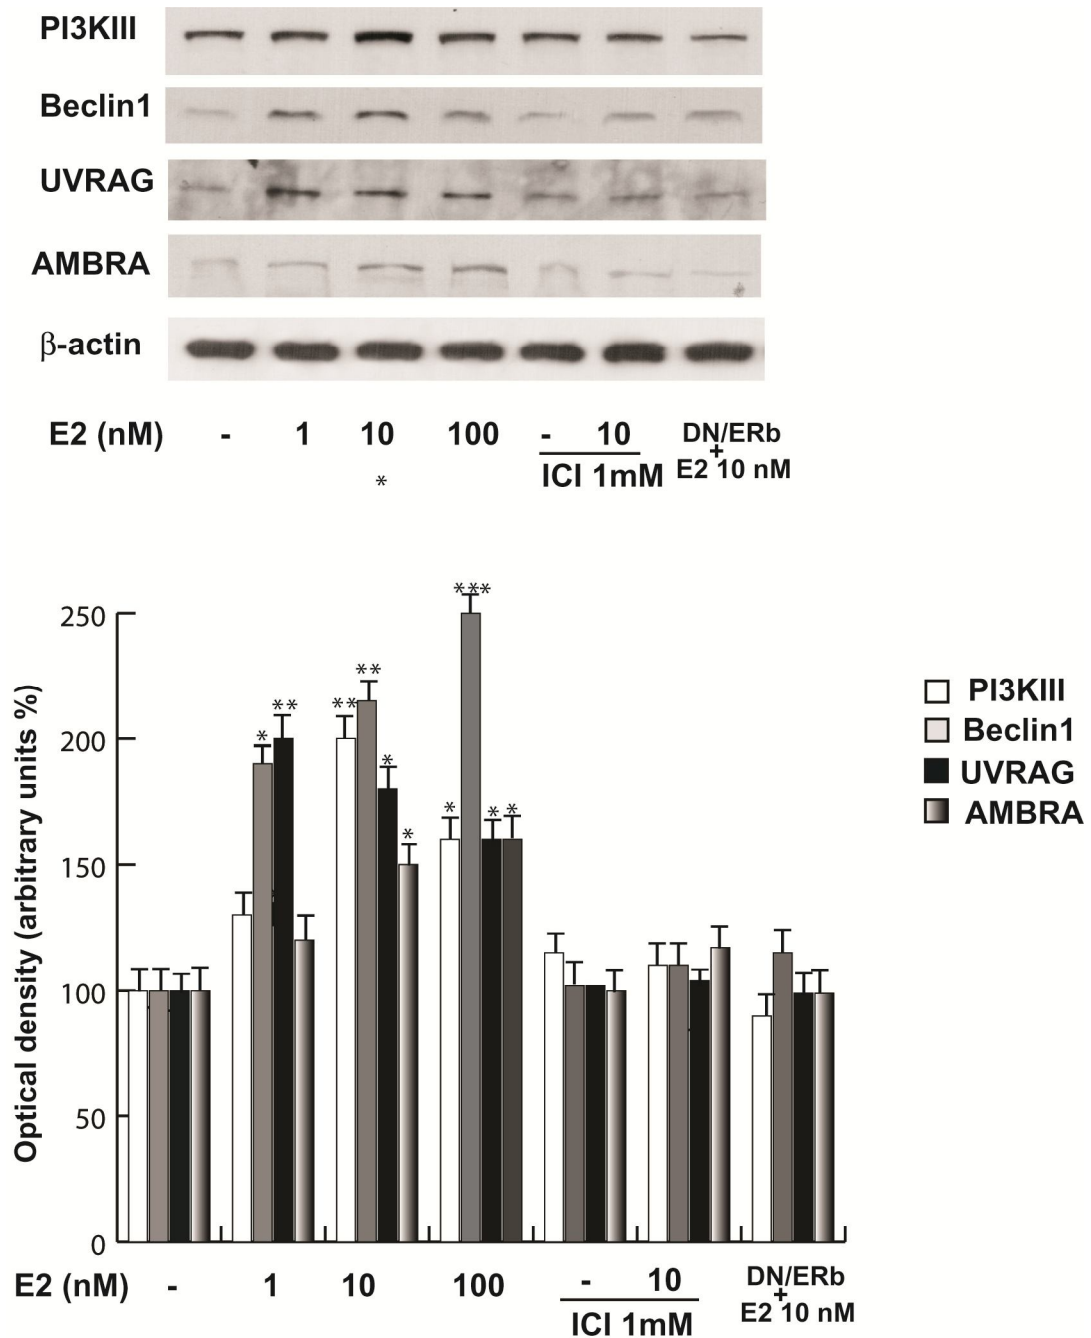 PI3KIII
Beclin1
UVRAG
AMBRA
β-actin
E2 (nM) - 1 10 100 - 10 DN/ERb
+
ICI 1mM E2 10 nM
*
***
250
**
** *
** 200
*
* * *
*
150
100
50
0
Optical density (arbitrary units %)
PI3KIII
Beclin1
UVRAG
AMBRA
E2 (nM) - 1 10 100 - 10 DN/ERb
+
ICI 1mM E2 10 nM